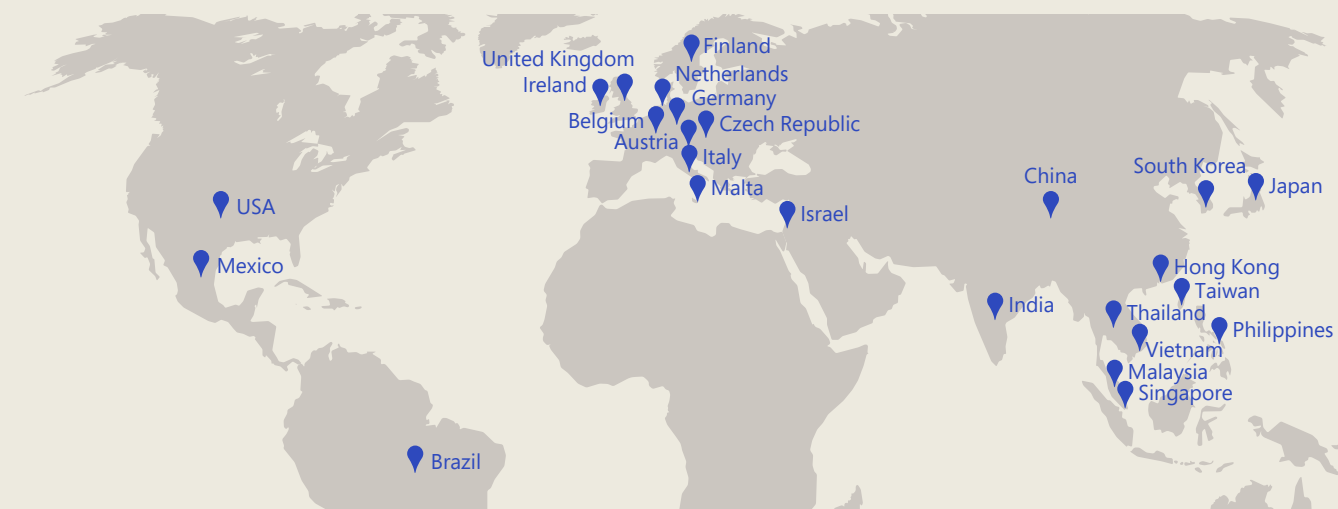 Finland
United Kingdom
Netherlands
Ireland
Germany
Belgium
Czech Republic
Austria
Italy
Malta
Israel
USA
Mexico
Brazil
China
South Korea
Japan
Hong Kong
Taiwan
India
Thailand
Philippines
Vietnam
Malaysia
Singapore